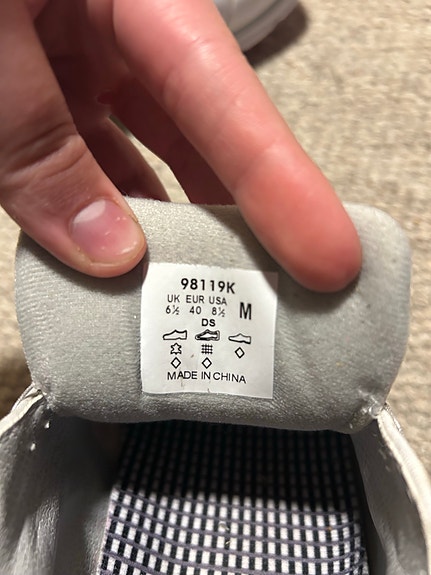 98119K
UK EUR USA
6½ 40 8½ M
DS
MADE IN CHINA